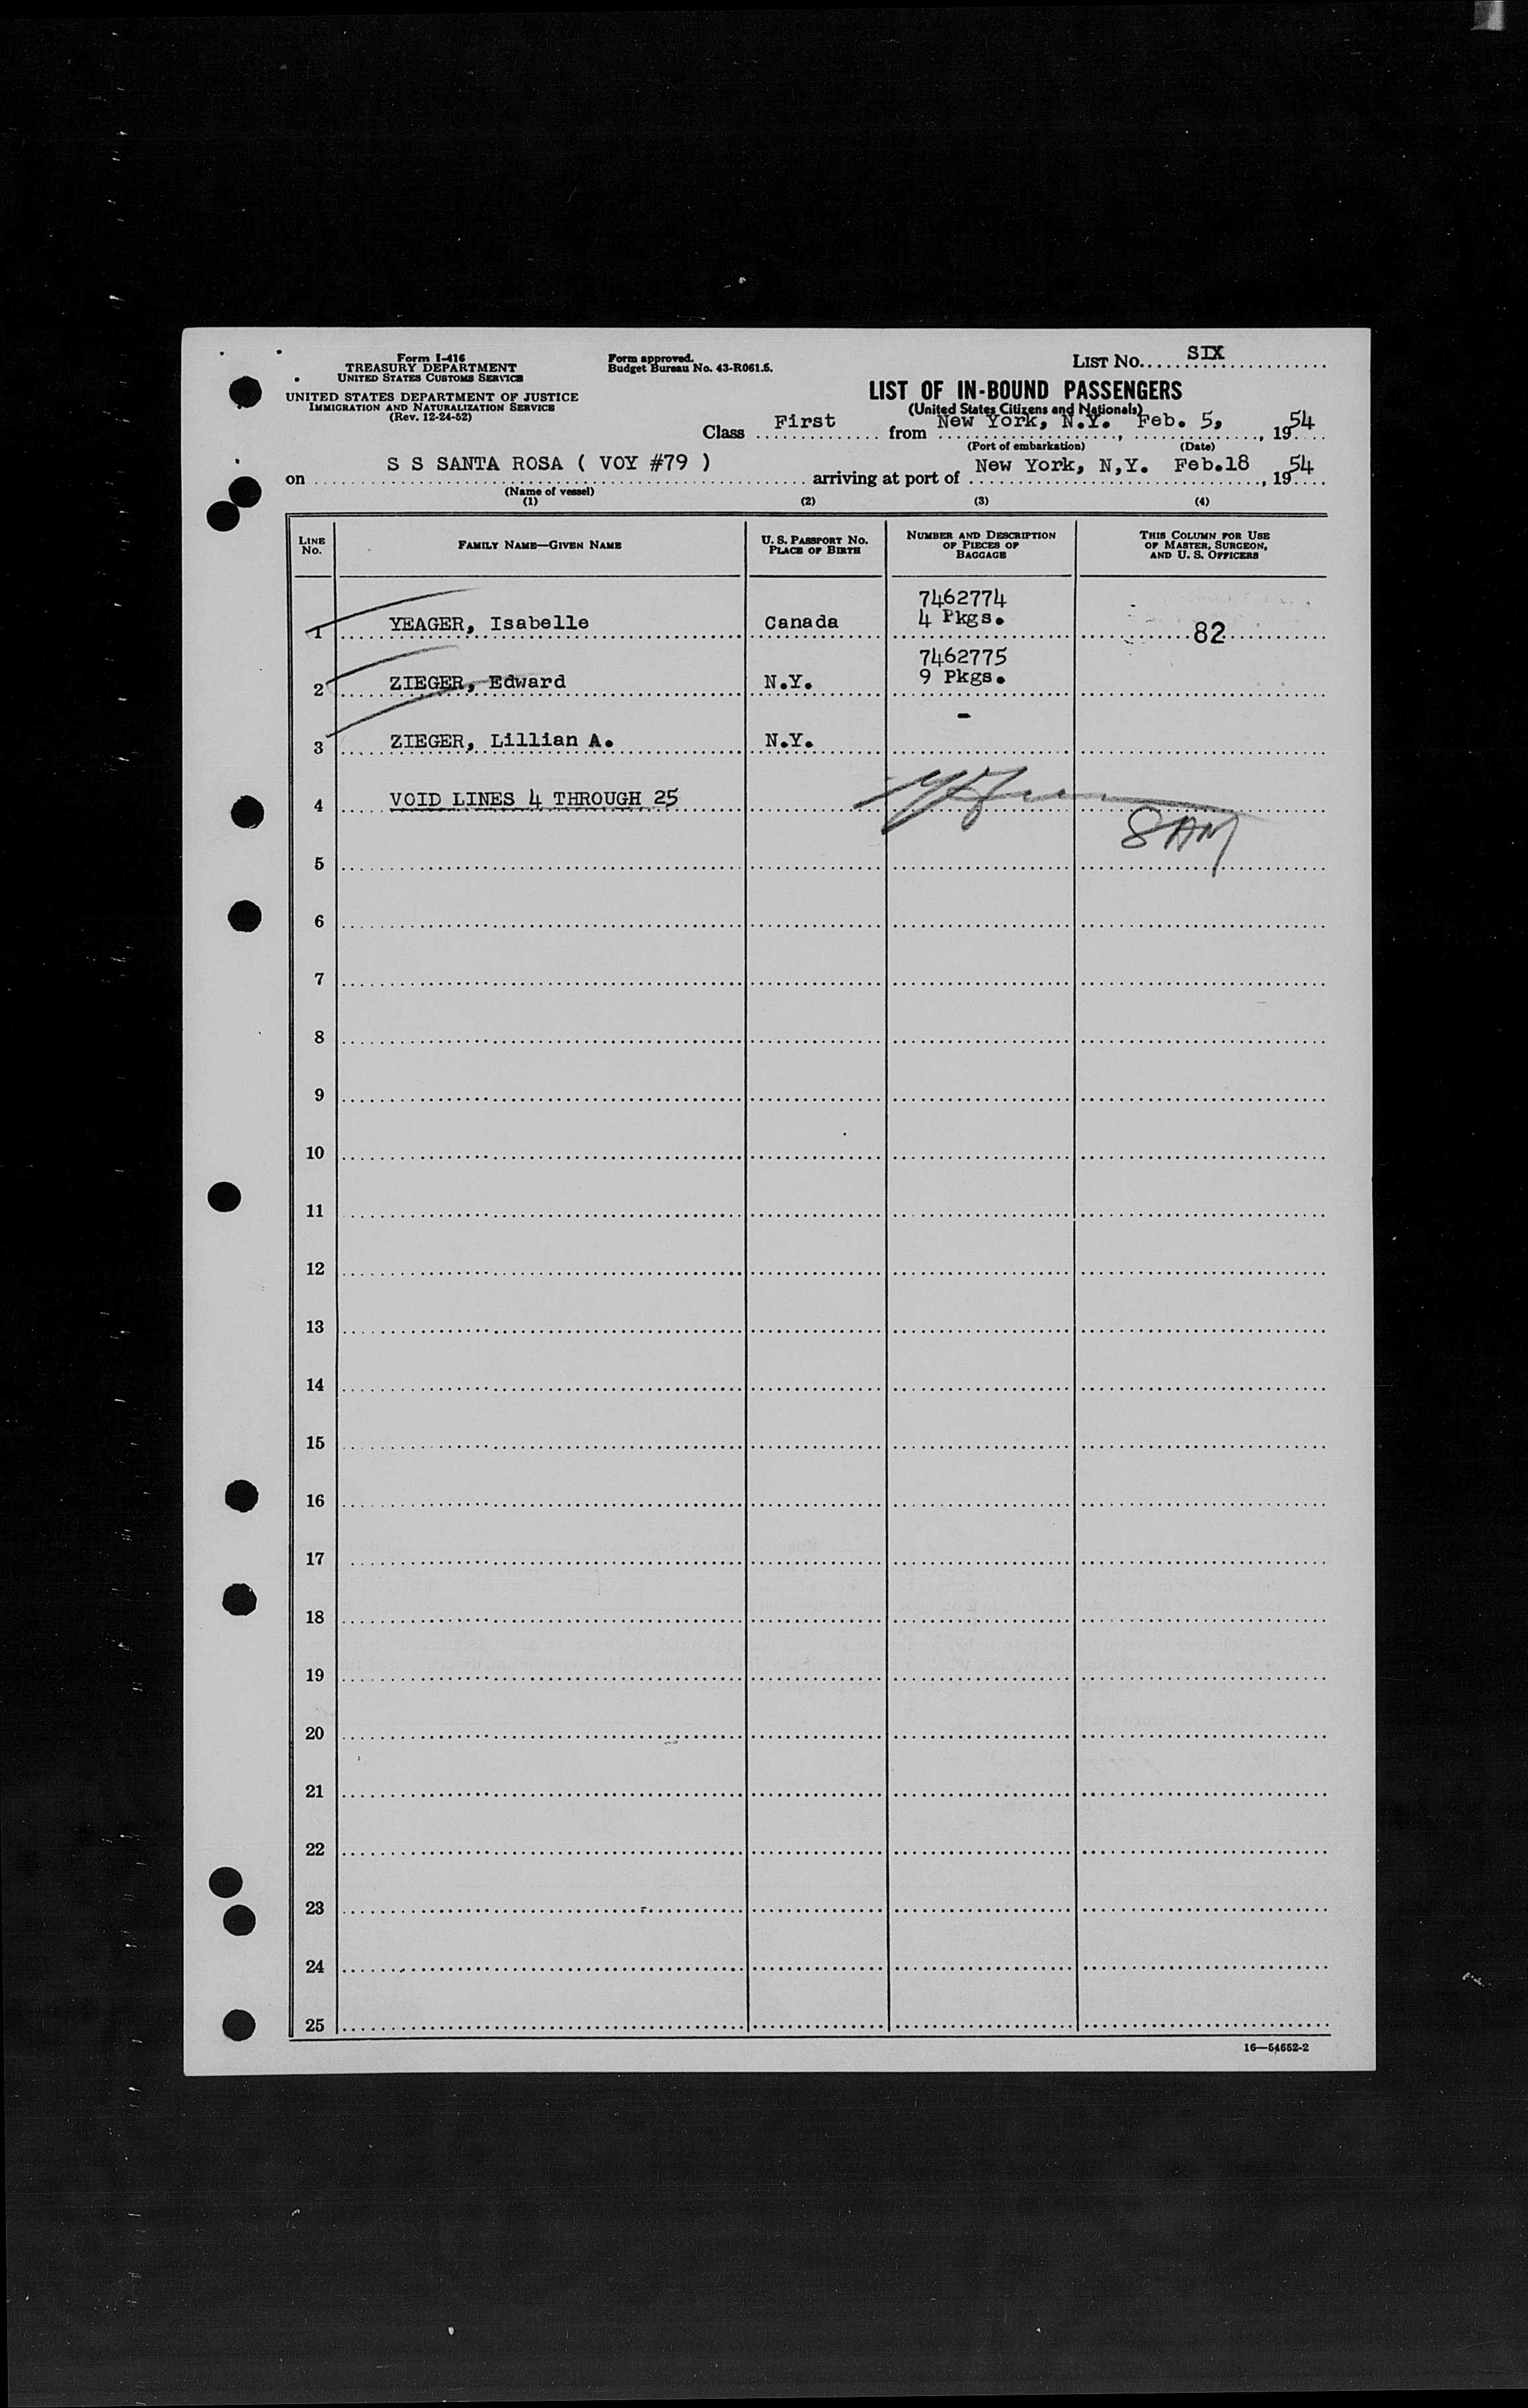 Form I-416
TREASURY DEPARTMENT
UNITED STATES CUSTOMS SERVICE
UNITED STATES DEPARTMENT OF JUSTICE
IMMIGRATION AND NATURALIZATION SERVICE
(Rev. 12-24-52)
Form approved.
Budget Bureau No. 43-R061.5.
LIST NO. SIX
LIST OF IN-BOUND PASSENGERS
(United States Citizens and Nationals)
Class First from New York, N.Y. Feb. 5, 1954
(Port of embarkation) (Date)
on S S SANTA ROSA ( VOY #79 ) arriving at port of New York, N,Y. Feb.18, 1954
(Name of vessel)
(1) (2) (3) (4)
LINE NO. FAMILY NAME—GIVEN NAME U. S. PASSPORT NO. PLACE OF BIRTH NUMBER AND DESCRIPTION OF PIECES OF BAGGAGE THIS COLUMN FOR USE OF MASTER, SURGEON, AND U. S. OFFICERS
7462774
1 YEAGER, Isabelle Canada 4 Pkgs. 82
7462775
2 ZIEGER, Edward N.Y. 9 Pkgs.
-
3 ZIEGER, Lillian A. N.Y.
4 VOID LINES 4 THROUGH 25
8 AM
5
6
7
8
9
10
11
12
13
14
15
16
17
18
19
20
21
22
23
24
25
16—54652-2